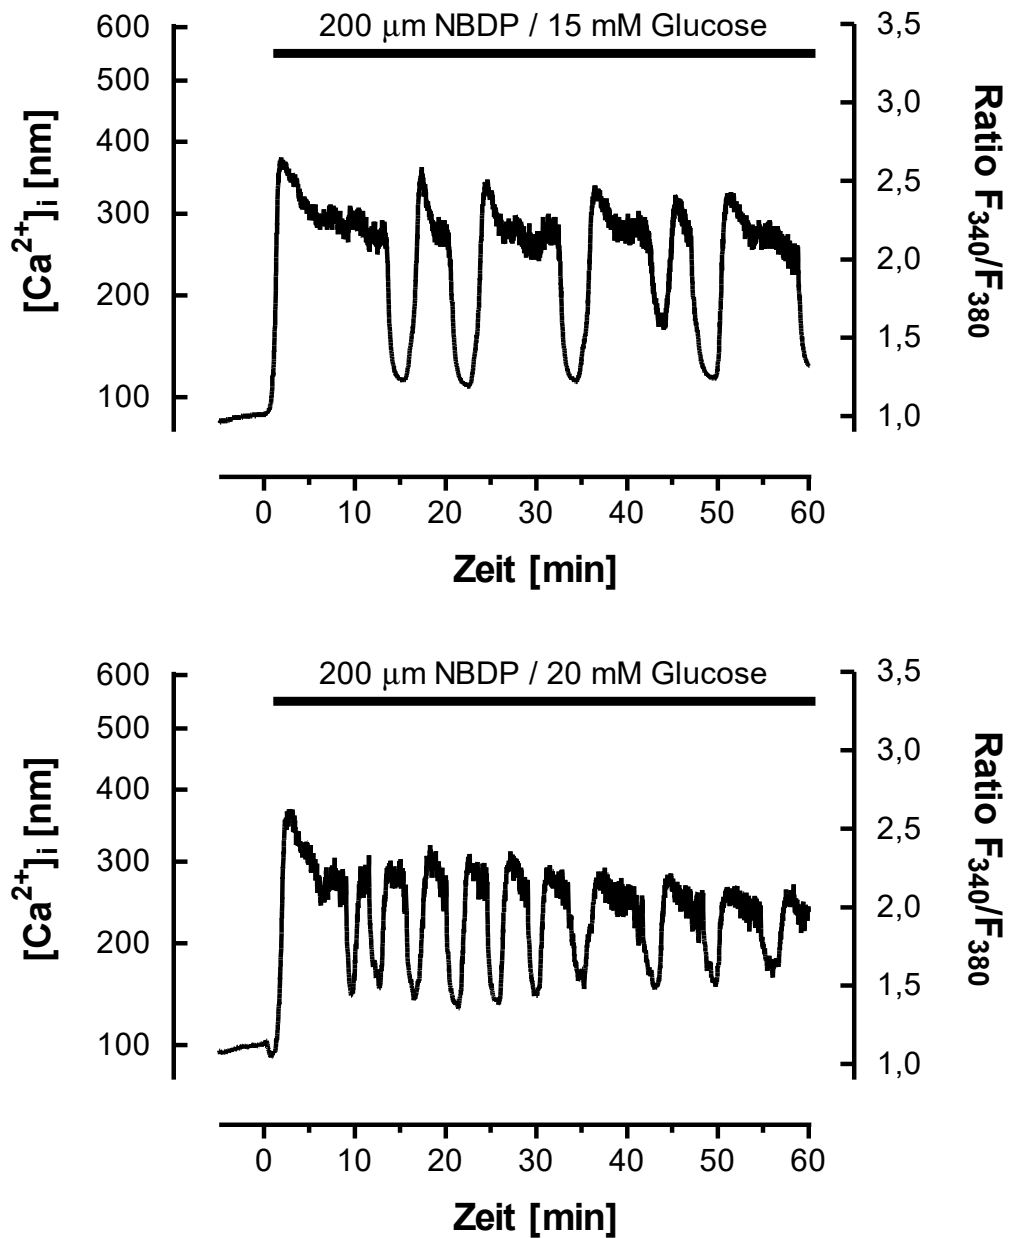 200 μm NBDP / 15 mM Glucose
600
500
400
300
200
100
[Ca²⁺]ᵢ [nm]
3,5
3,0
2,5
2,0
1,5
1,0
Ratio F₃₄₀/F₃₈₀
0 10 20 30 40 50 60
Zeit [min]
200 μm NBDP / 20 mM Glucose
600
500
400
300
200
100
[Ca²⁺]ᵢ [nm]
3,5
3,0
2,5
2,0
1,5
1,0
Ratio F₃₄₀/F₃₈₀
0 10 20 30 40 50 60
Zeit [min]